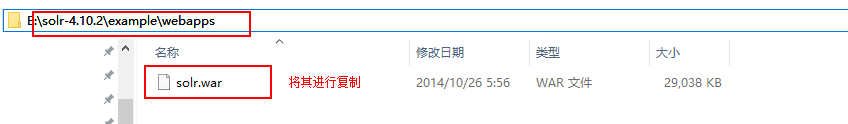 E:\solr-4.10.2\example\webapps
名称 修改日期 类型 大小
solr.war 将其进行复制 2014/10/26 5:56 WAR 文件 29,038 KB